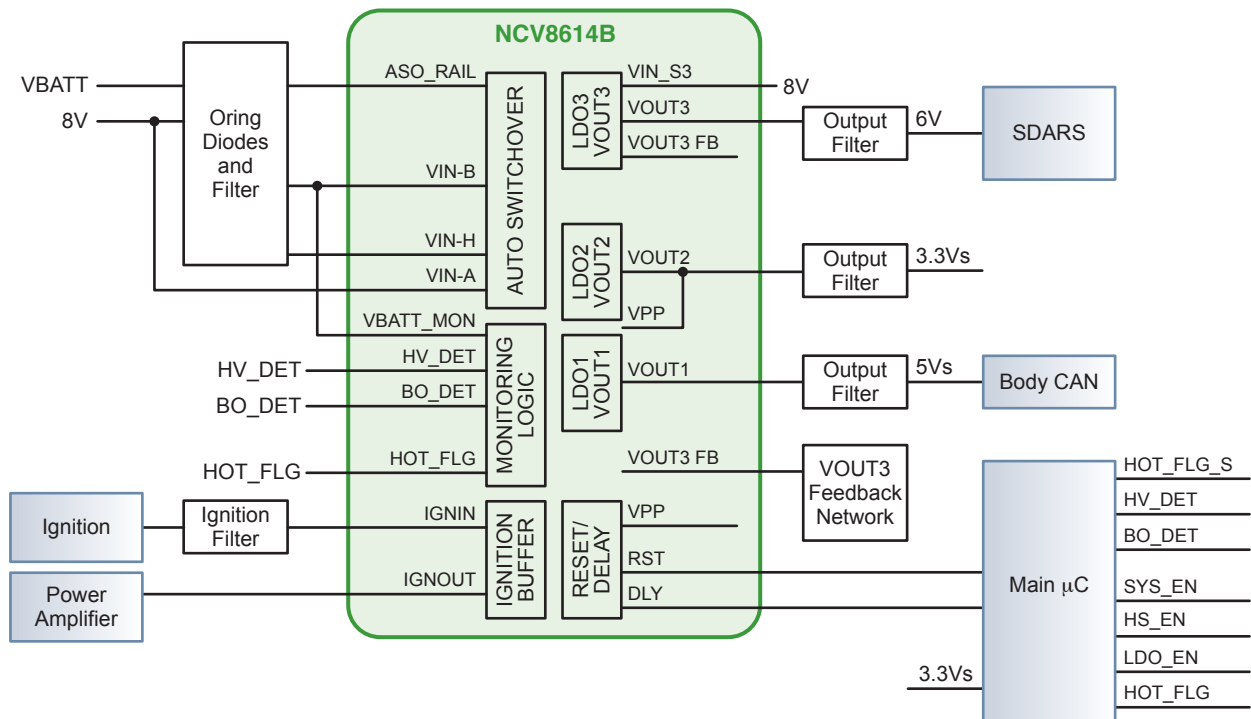 NCV8614B
VBATT
8V
Oring
Diodes
and
Filter
ASO_RAIL
VIN-B
VIN-H
VIN-A
AUTO SWITCHOVER
VBATT_MON
HV_DET
HV_DET
BO_DET
BO_DET
HOT_FLG
HOT_FLG
MONITORING
LOGIC
Ignition
Ignition
Filter
IGNIN
IGNOUT
IGNITION
BUFFER
Power
Amplifier
LDO3
VOUT3
VIN_S3
8V
VOUT3
VOUT3 FB
Output
Filter
6V
SDARS
LDO2
VOUT2
VOUT2
VPP
Output
Filter
3.3Vs
LDO1
VOUT1
VOUT1
Output
Filter
5Vs
Body CAN
VOUT3 FB
VOUT3
Feedback
Network
RESET/
DELAY
VPP
RST
DLY
3.3Vs
Main μC
HOT_FLG_S
HV_DET
BO_DET
SYS_EN
HS_EN
LDO_EN
HOT_FLG